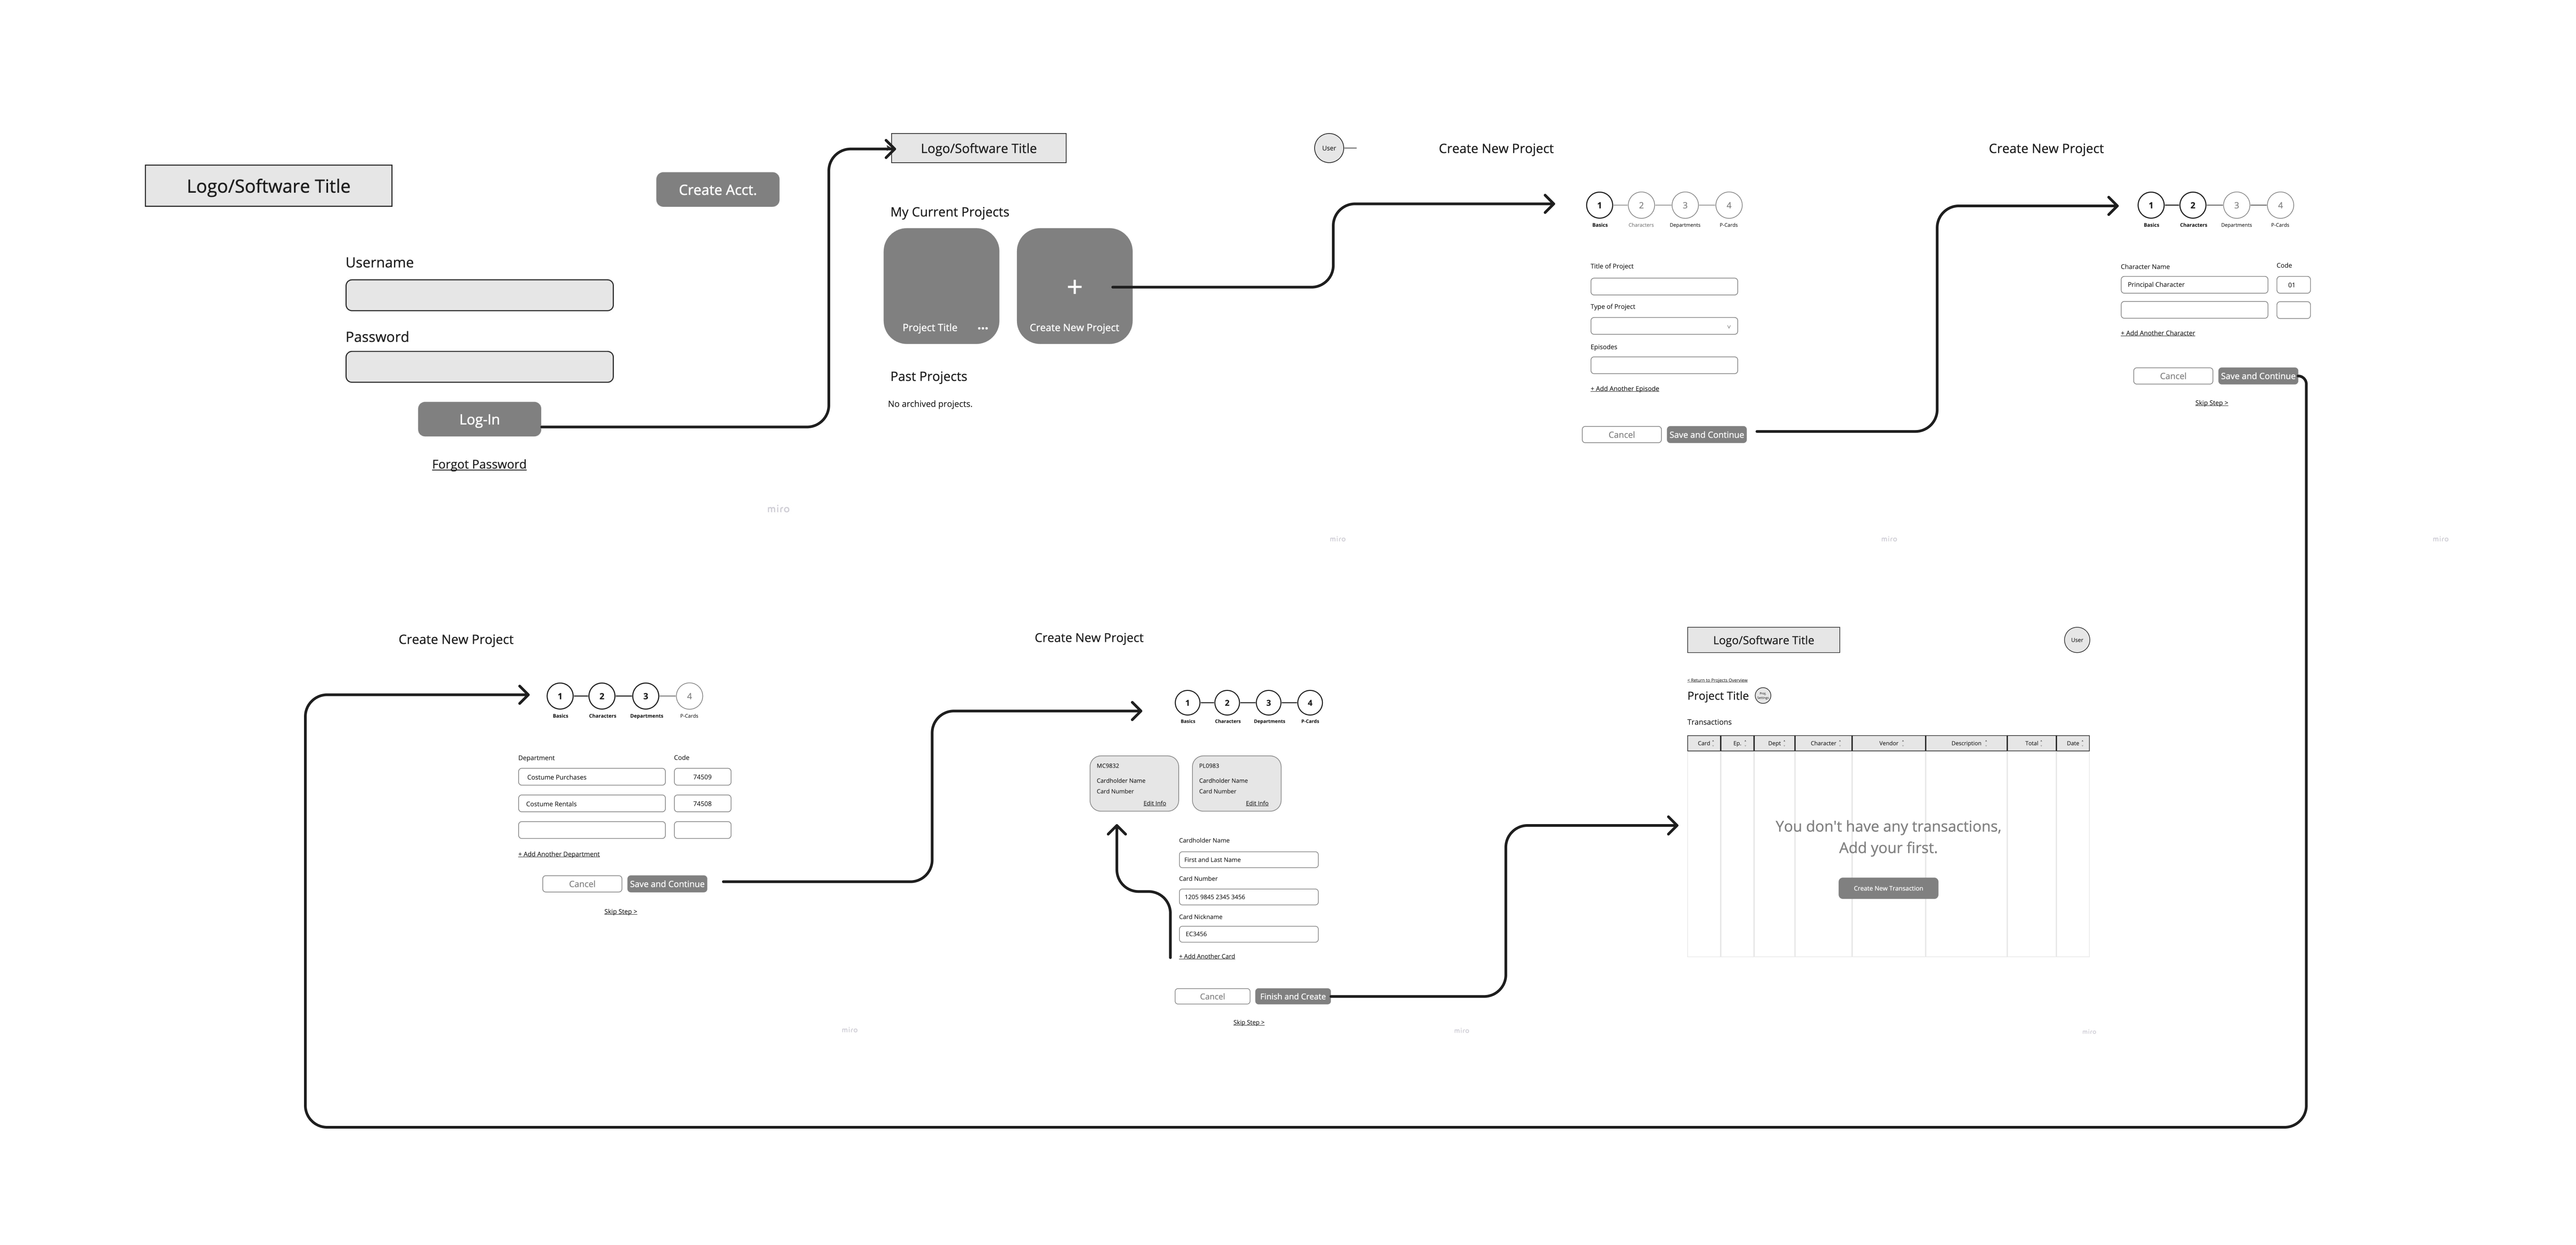 Logo/Software Title
Create Acct.
Username
Password
Log-In
Forgot Password
miro
Logo/Software Title
User
My Current Projects
+
Project Title
...
Create New Project
Past Projects
No archived projects.
miro
Create New Project
1 2 3 4
Basics Characters Departments P-Cards
Title of Project
Type of Project
v
Episodes
+ Add Another Episode
Cancel
Save and Continue
miro
Create New Project
1 2 3 4
Basics Characters Departments P-Cards
Character Name Code
Principal Character 01
+ Add Another Character
Cancel
Save and Continue
Skip Step >
miro
Create New Project
1 2 3 4
Basics Characters Departments P-Cards
Department Code
Costume Purchases 74509
Costume Rentals 74508
+ Add Another Department
Cancel
Save and Continue
Skip Step >
miro
Create New Project
1 2 3 4
Basics Characters Departments P-Cards
MC9832
Cardholder Name
Card Number
Edit Info
PL0983
Cardholder Name
Card Number
Edit Info
Cardholder Name
First and Last Name
Card Number
1205 9845 2345 3456
Card Nickname
EC3456
+ Add Another Card
Cancel
Finish and Create
Skip Step >
miro
Logo/Software Title
User
< Return to Projects Overview
Project Title
Transactions
Card Ep. Dept Character Vendor Description Total Date
You don't have any transactions,
Add your first.
Create New Transaction
miro